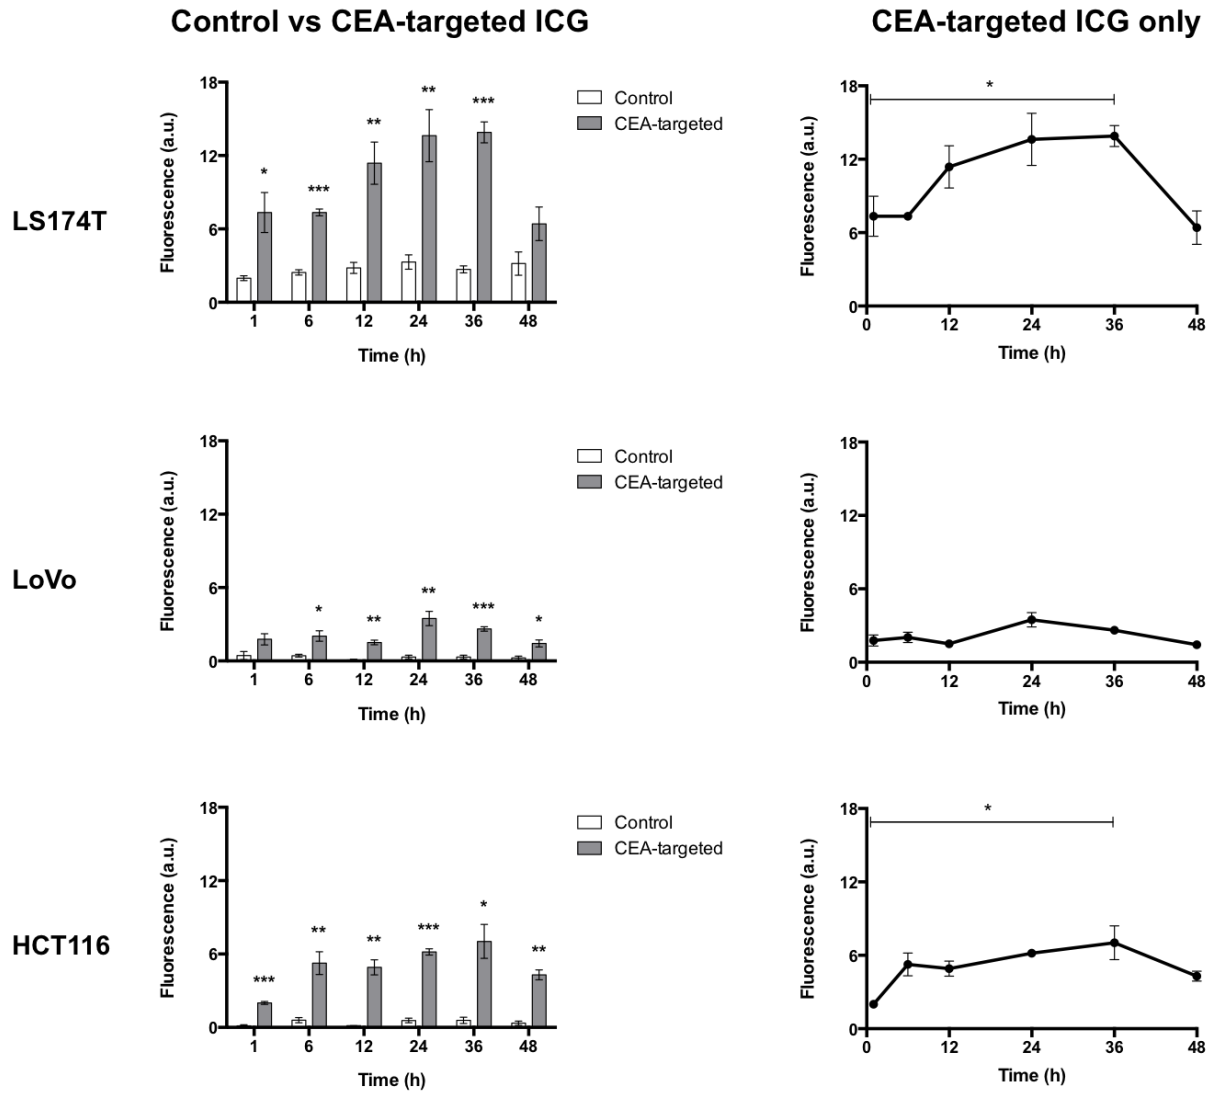 Control vs CEA-targeted ICG
CEA-targeted ICG only
LS174T
Fluorescence (a.u.)
18
12
6
0
*
***
**
**
***
1 6 12 24 36 48
Time (h)
Control
CEA-targeted
Fluorescence (a.u.)
18
12
6
0
*
0 12 24 36 48
Time (h)
LoVo
Fluorescence (a.u.)
18
12
6
0
*
**
**
***
*
1 6 12 24 36 48
Time (h)
Control
CEA-targeted
Fluorescence (a.u.)
18
12
6
0
0 12 24 36 48
Time (h)
HCT116
Fluorescence (a.u.)
18
12
6
0
***
**
**
***
*
**
1 6 12 24 36 48
Time (h)
Control
CEA-targeted
Fluorescence (a.u.)
18
12
6
0
*
0 12 24 36 48
Time (h)